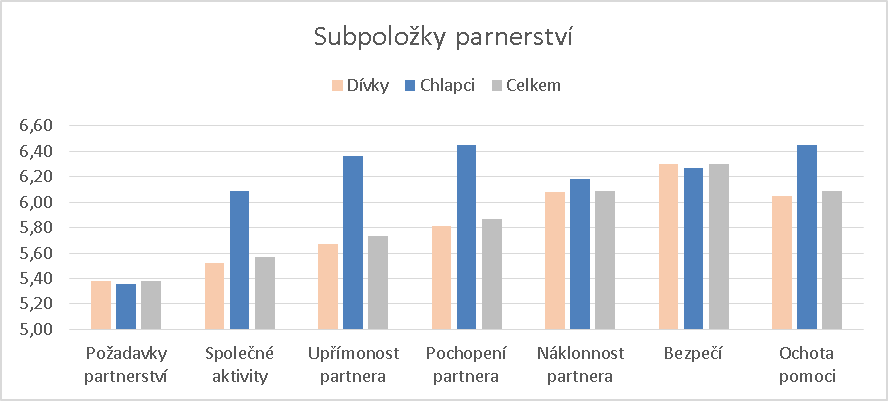 Subpoložky parnerství
Dívky Chlapci Celkem
6,60
6,40
6,20
6,00
5,80
5,60
5,40
5,20
5,00
Požadavky partnerství
Společné aktivity
Upřímonost partnera
Pochopení partnera
Náklonnost partnera
Bezpečí
Ochota pomoci